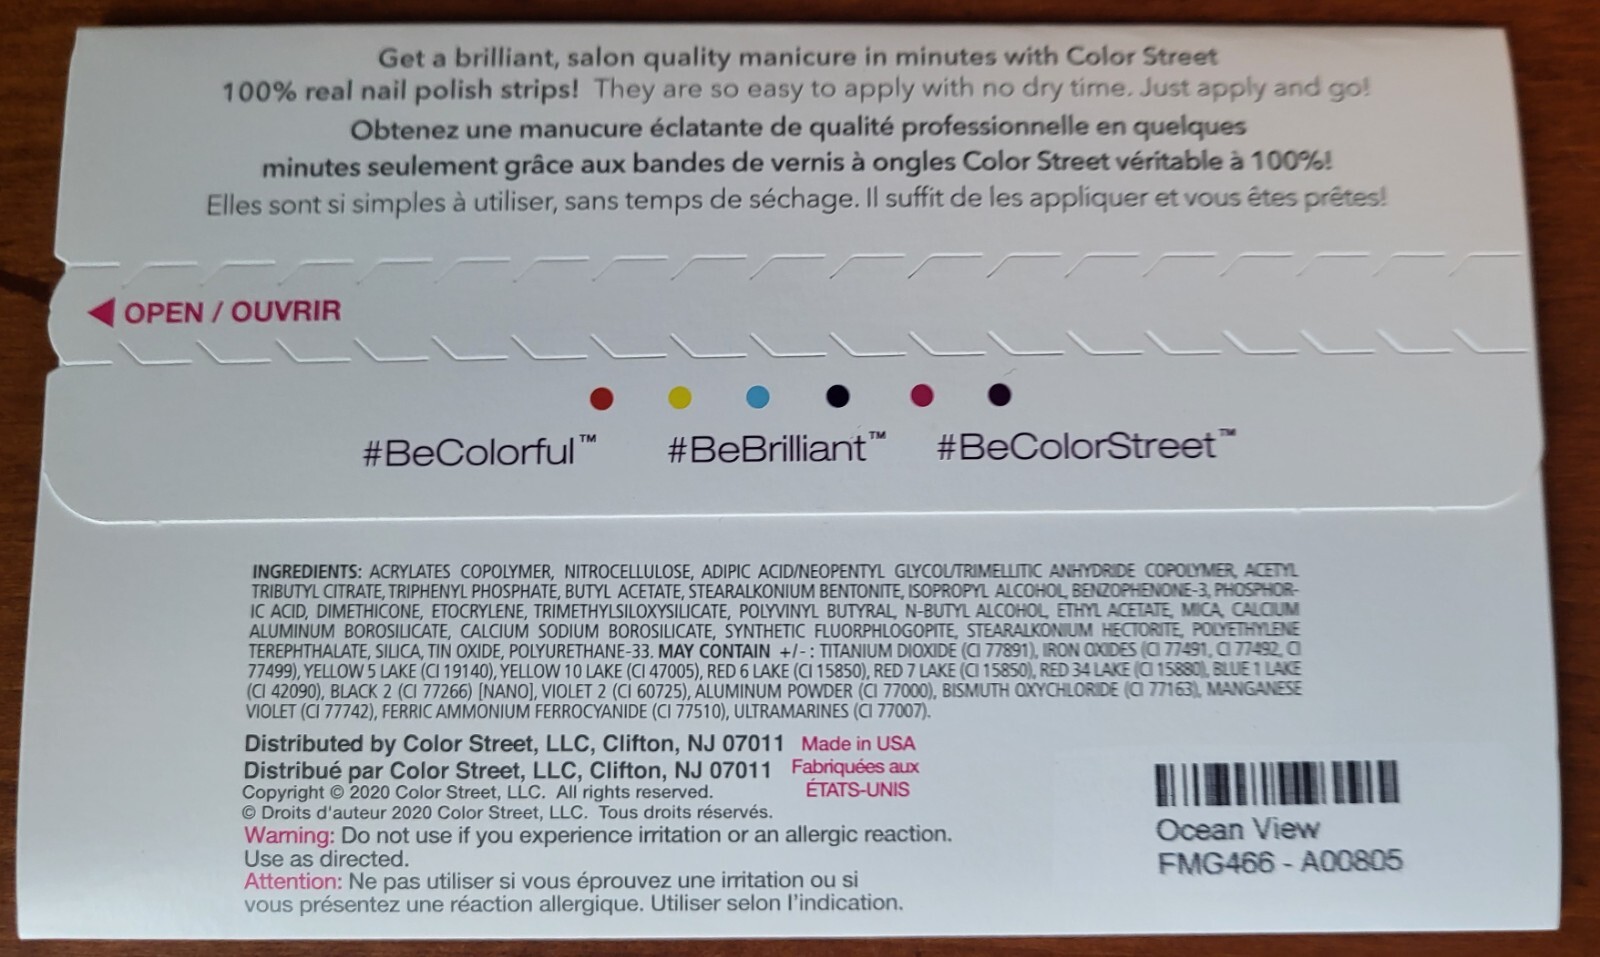 Get a brilliant, salon quality manicure in minutes with Color Street
100% real nail polish strips! They are so easy to apply with no dry time. Just apply and go!
Obtenez une manucure éclatante de qualité professionnelle en quelques
minutes seulement grâce aux bandes de vernis à ongles Color Street véritable à 100%!
Elles sont si simples à utiliser, sans temps de séchage. Il suffit de les appliquer et vous êtes prêtes!
OPEN / OUVRIR
#BeColorful™ #BeBrilliant™ #BeColorStreet™
INGREDIENTS: ACRYLATES COPOLYMER, NITROCELLULOSE, ADIPIC ACID/NEOPENTYL GLYCOL/TRIMELLITIC ANHYDRIDE COPOLYMER, ACETYL
TRIBUTYL CITRATE, TRIPHENYL PHOSPHATE, BUTYL ACETATE, STEARALKONIUM BENTONITE, ISOPROPYL ALCOHOL, BENZOPHENONE-3, PHOSPHOR-
IC ACID, DIMETHICONE, ETOCRYLENE, TRIMETHYLSILOXYSILICATE, POLYVINYL BUTYRAL, N-BUTYL ALCOHOL, ETHYL ACETATE, MICA, CALCIUM
ALUMINUM BOROSILICATE, CALCIUM SODIUM BOROSILICATE, SYNTHETIC FLUORPHLOGOPITE, STEARALKONIUM HECTORITE, POLYETHYLENE
TEREPHTHALATE, SILICA, TIN OXIDE, POLYURETHANE-33. MAY CONTAIN +/- : TITANIUM DIOXIDE (CI 77891), IRON OXIDES (CI 77491, CI 77492, CI
77499), YELLOW 5 LAKE (CI 19140), YELLOW 10 LAKE (CI 47005), RED 6 LAKE (CI 15850), RED 7 LAKE (CI 15850), RED 34 LAKE (CI 15880), BLUE 1 LAKE
(CI 42090), BLACK 2 (CI 77266) [NANO], VIOLET 2 (CI 60725), ALUMINUM POWDER (CI 77000), BISMUTH OXYCHLORIDE (CI 77163), MANGANESE
VIOLET (CI 77742), FERRIC AMMONIUM FERROCYANIDE (CI 77510), ULTRAMARINES (CI 77007).
Distributed by Color Street, LLC, Clifton, NJ 07011
Distribué par Color Street, LLC, Clifton, NJ 07011
Made in USA
Fabriquées aux
ÉTATS-UNIS
Copyright © 2020 Color Street, LLC. All rights reserved.
© Droits d'auteur 2020 Color Street, LLC. Tous droits réservés.
Warning: Do not use if you experience irritation or an allergic reaction.
Use as directed.
Attention: Ne pas utiliser si vous éprouvez une irritation ou si
vous présentez une réaction allergique. Utiliser selon l'indication.
Ocean View
FMG466 - A00805